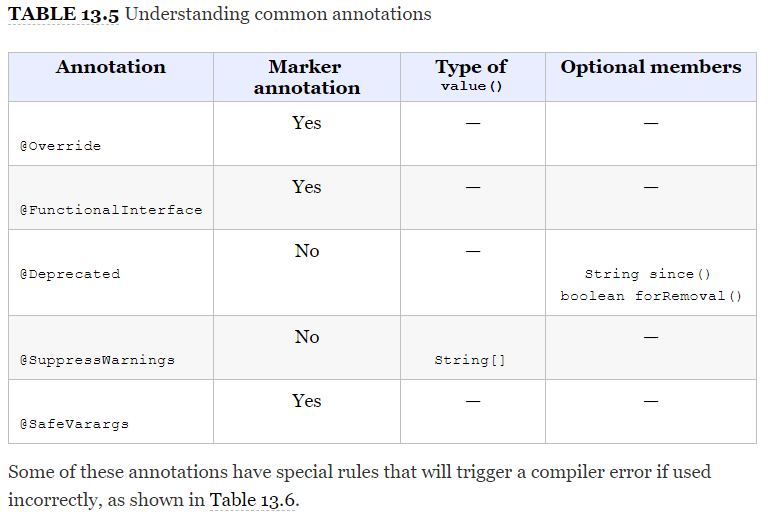 TABLE 13.5 Understanding common annotations
Annotation
Marker annotation
Type of value()
Optional members
@Override
Yes
—
—
@FunctionalInterface
Yes
—
—
@Deprecated
No
—
String since()
boolean forRemoval()
@SuppressWarnings
No
String[]
—
@SafeVarargs
Yes
—
—
Some of these annotations have special rules that will trigger a compiler error if used
incorrectly, as shown in Table 13.6.